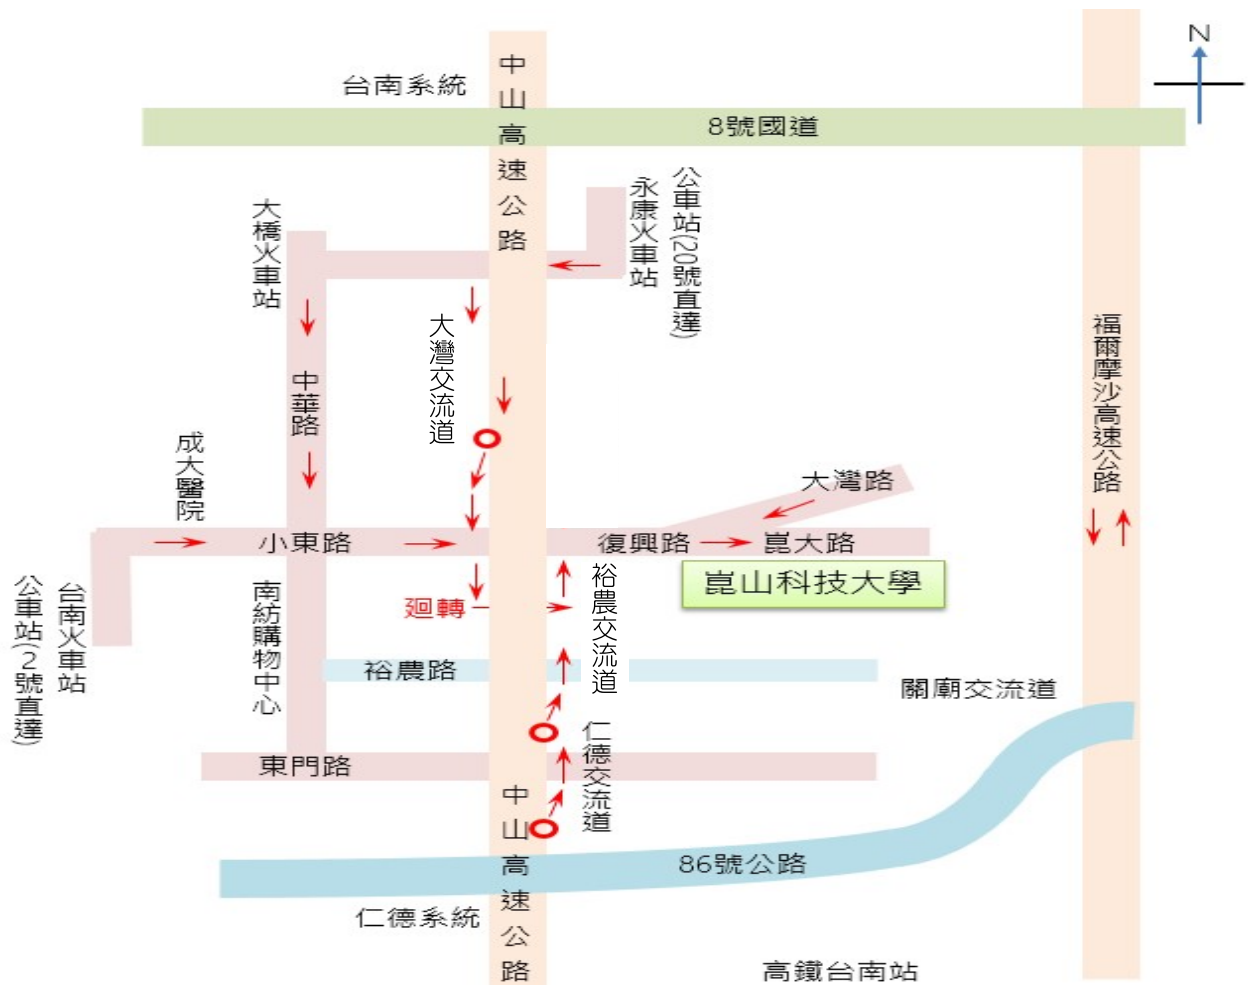 N
台南系統
中山高速公路
8號國道
大橋火車站
永康火車站
公車站(20號直達)
大灣交流道
中華路
福爾摩沙高速公路
成大醫院
大灣路
小東路
復興路
崑大路
崑山科技大學
公車站(2號直達)
台南火車站
南紡購物中心
迴轉
裕農交流道
裕農路
關廟交流道
東門路
仁德交流道
中山高速公路
86號公路
仁德系統
高鐵台南站